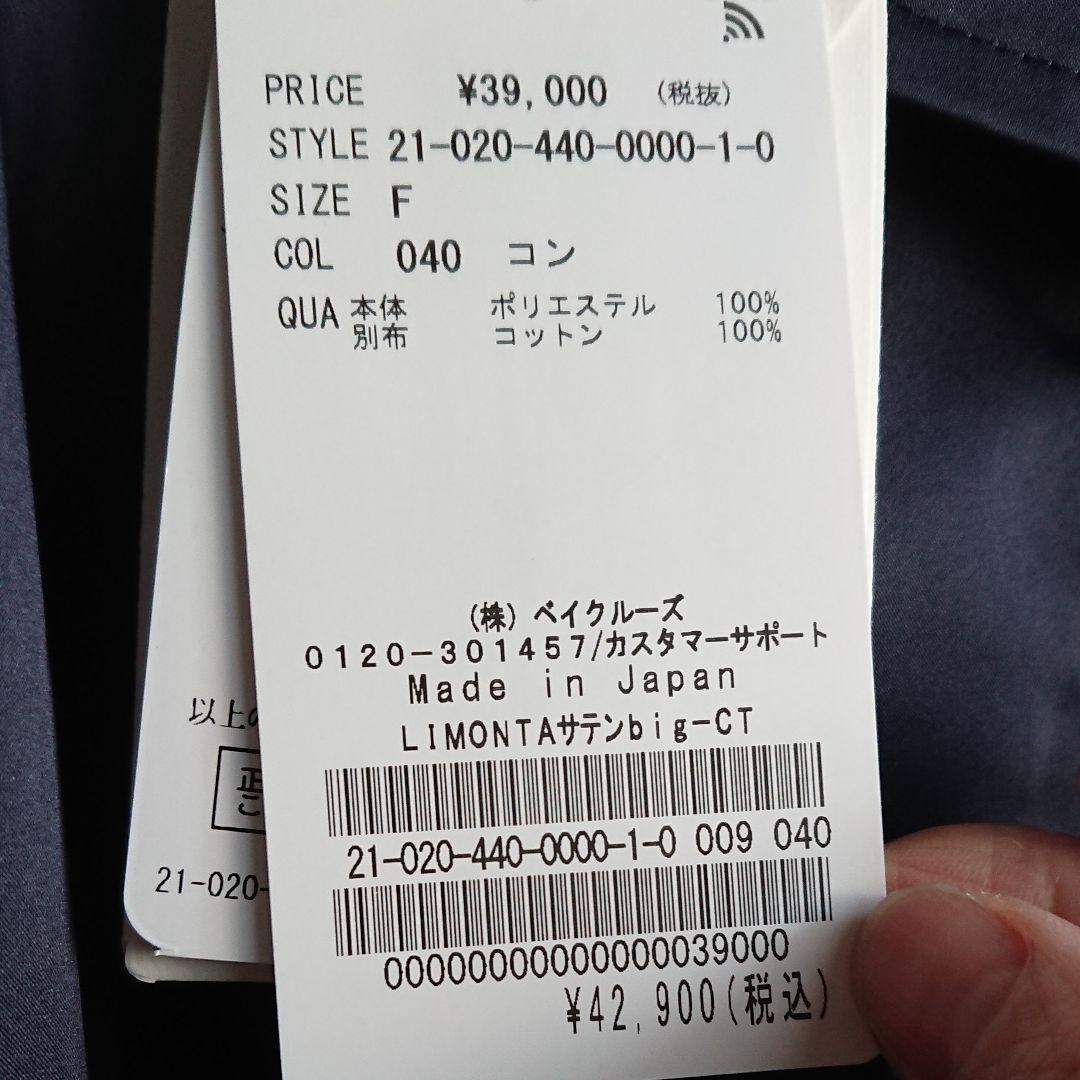 PRICE ¥39,000 (税抜)
STYLE 21-020-440-0000-1-0
SIZE F
COL 040 コン
QUA 本体 ポリエステル 100%
別布 コットン 100%
(株) ベイクルーズ
0120-301457/カスタマーサポート
Made in Japan
LIMONTAサテンbig-CT
21-020-440-0000-1-0 009 040
000000000000000039000
¥42,900(税込)
以上の
21-020-